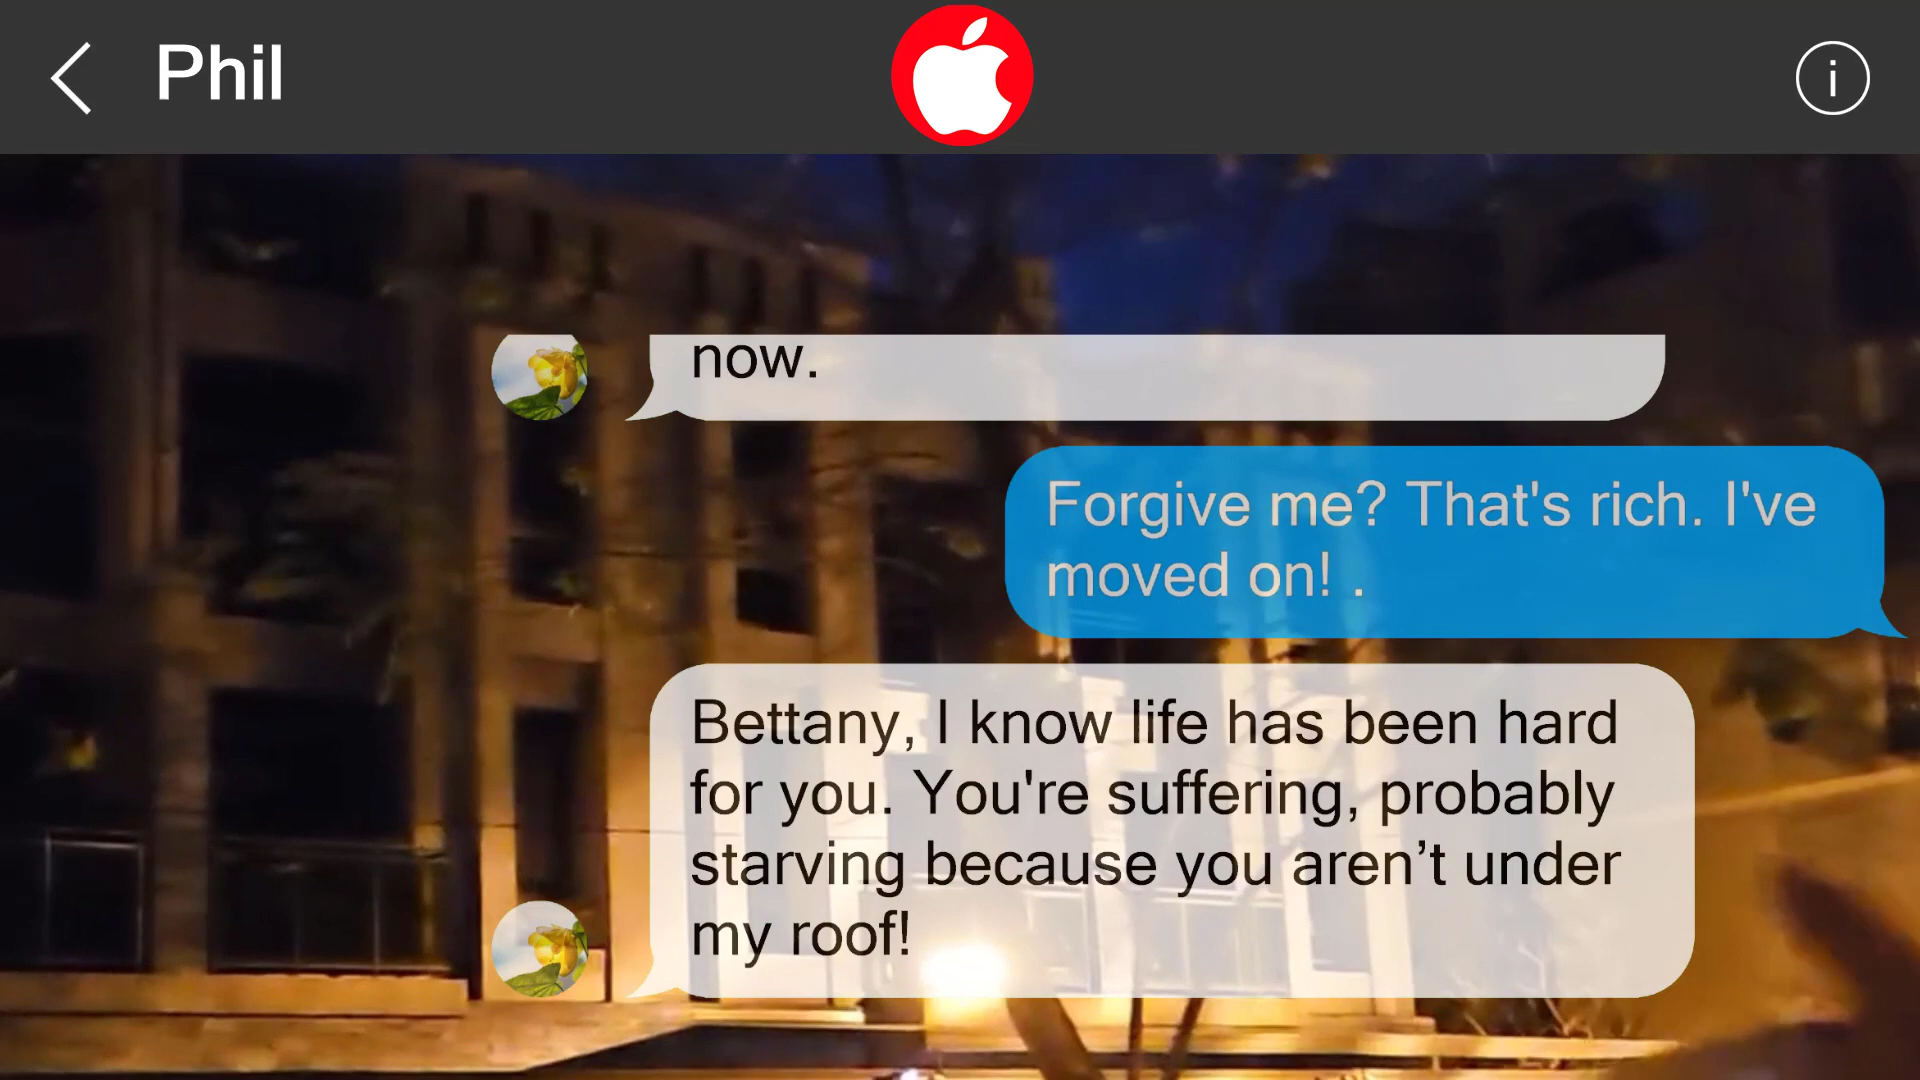 Phil
i
now.
Forgive me? That's rich. I've
moved on! .
Bettany, I know life has been hard
for you. You're suffering, probably
starving because you aren’t under
my roof!